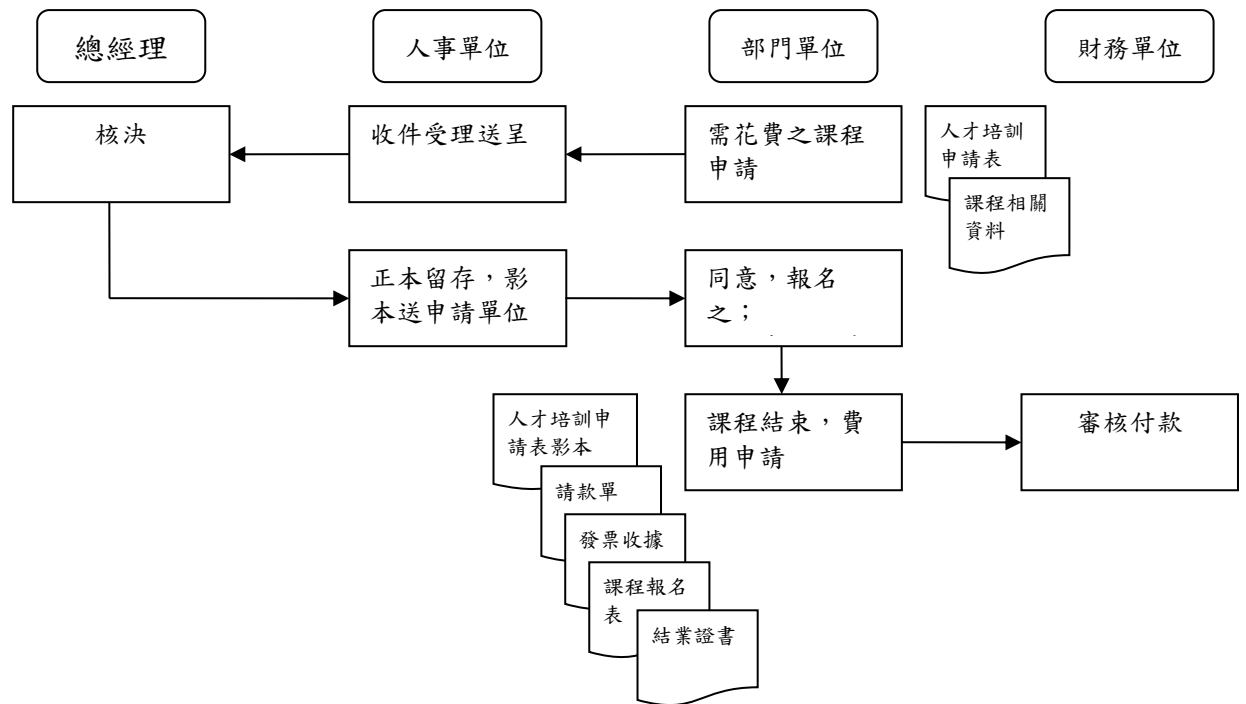 總經理
人事單位
部門單位
財務單位
核決
收件受理送呈
需花費之課程
申請
人才培訓
申請表
課程相關
資料
正本留存，影
本送申請單位
同意，報名
之；
人才培訓申
請表影本
請款單
發票收據
課程報名
表
結業證書
課程結束，費
用申請
審核付款